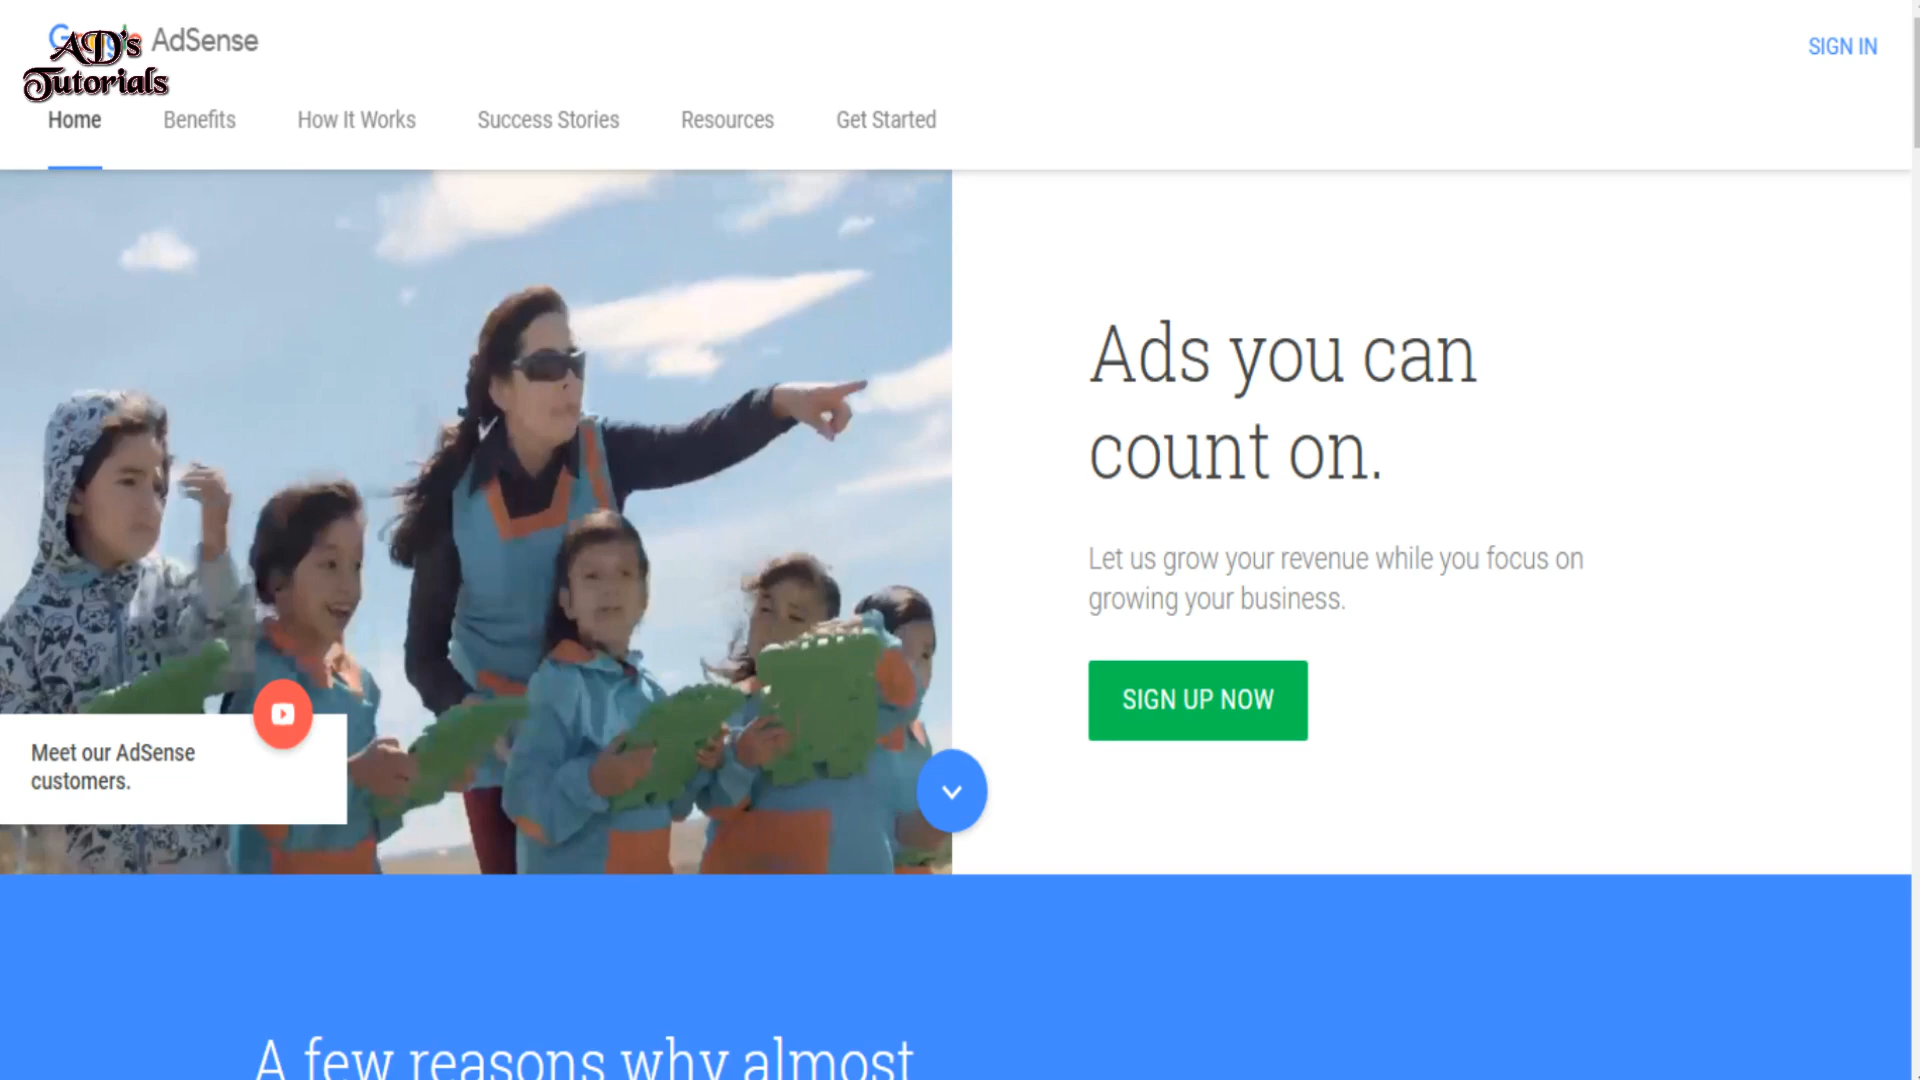 AdSense
AD's
Tutorials
SIGN IN
Home
Benefits
How It Works
Success Stories
Resources
Get Started
Ads you can
count on.
Let us grow your revenue while you focus on
growing your business.
SIGN UP NOW
Meet our AdSense
customers.
A few reasons why almost